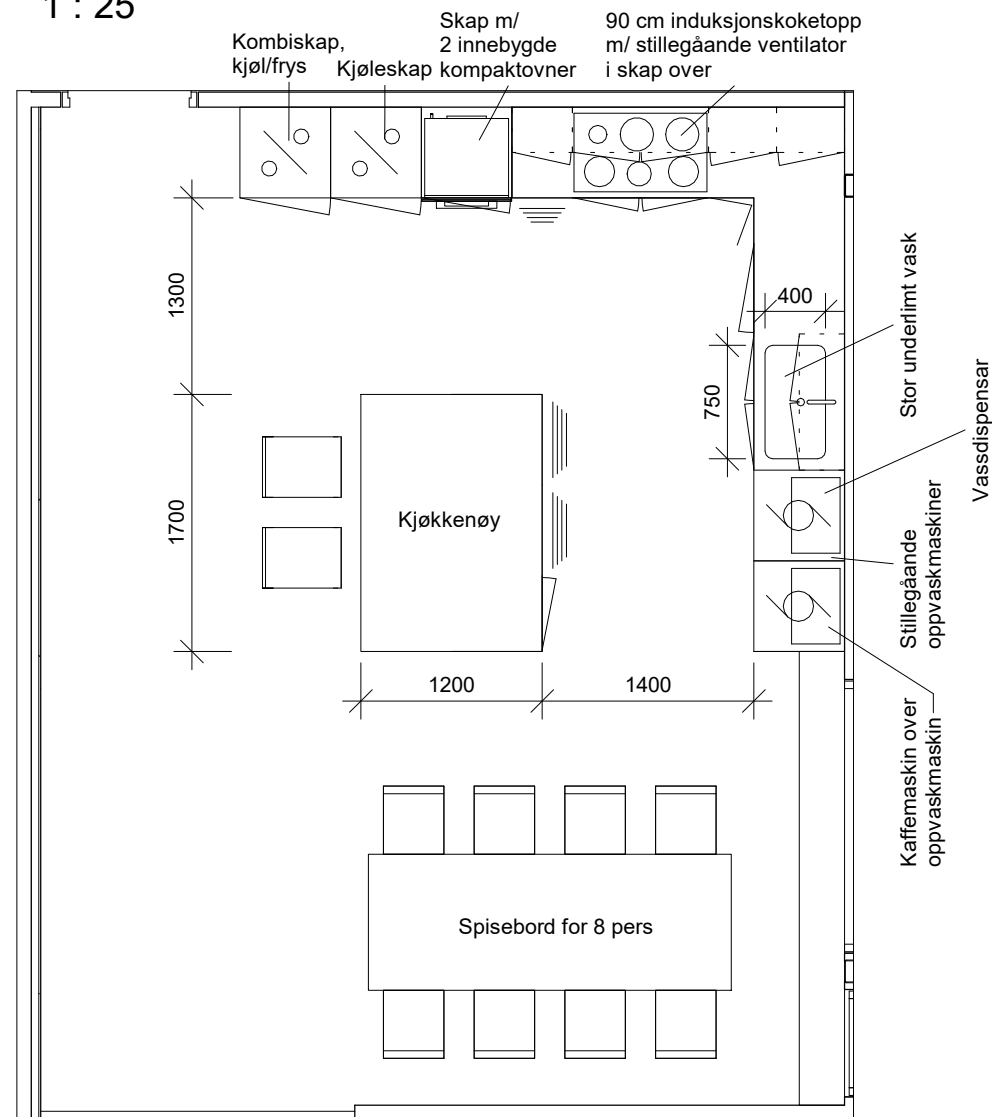 1 : 25
Kombiskap,
kjøl/frys
Kjøleskap
Skap m/
2 innebygde
kompaktovner
90 cm induksjonskoketopp
m/ stillegåande ventilator
i skap over
1300
400
Stor underlimt vask
750
Vassdispensar
1700
Kjøkkenøy
Stillegåande
oppvaskmaskiner
1200
1400
Kaffemaskin over
oppvaskmaskin
Spisebord for 8 pers